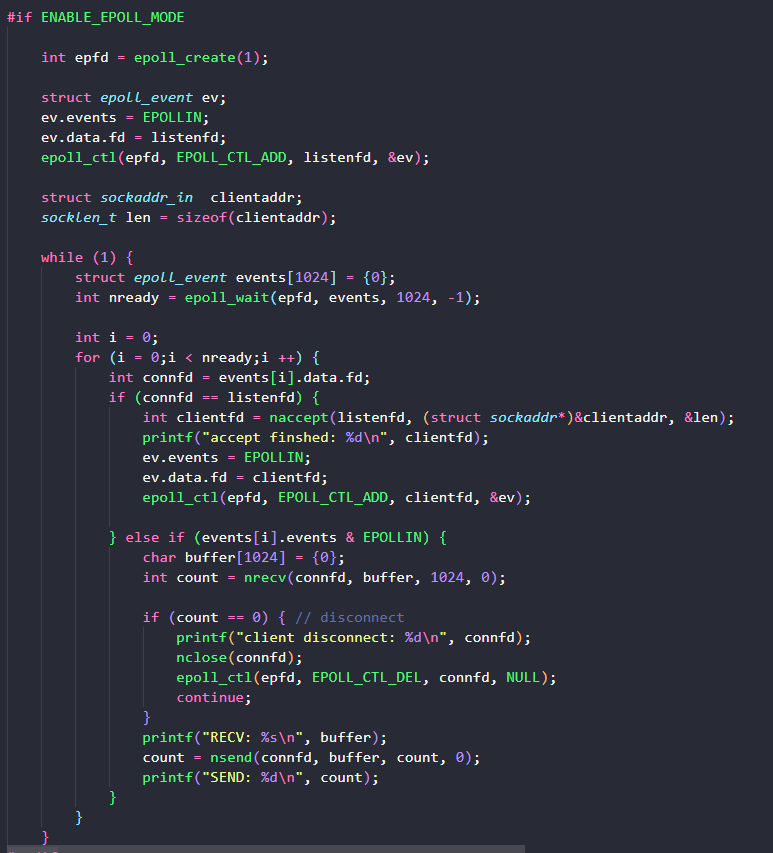 #if ENABLE_EPOLL_MODE
int epfd = epoll_create(1);
struct epoll_event ev;
ev.events = EPOLLIN;
ev.data.fd = listenfd;
epoll_ctl(epfd, EPOLL_CTL_ADD, listenfd, &ev);
struct sockaddr_in  clientaddr;
socklen_t len = sizeof(clientaddr);
while (1) {
struct epoll_event events[1024] = {0};
int nready = epoll_wait(epfd, events, 1024, -1);
int i = 0;
for (i = 0;i < nready;i ++) {
int connfd = events[i].data.fd;
if (connfd == listenfd) {
int clientfd = naccept(listenfd, (struct sockaddr*)&clientaddr, &len);
printf("accept finshed: %d\n", clientfd);
ev.events = EPOLLIN;
ev.data.fd = clientfd;
epoll_ctl(epfd, EPOLL_CTL_ADD, clientfd, &ev);
} else if (events[i].events & EPOLLIN) {
char buffer[1024] = {0};
int count = nrecv(connfd, buffer, 1024, 0);
if (count == 0) { // disconnect
printf("client disconnect: %d\n", connfd);
nclose(connfd);
epoll_ctl(epfd, EPOLL_CTL_DEL, connfd, NULL);
continue;
}
printf("RECV: %s\n", buffer);
count = nsend(connfd, buffer, count, 0);
printf("SEND: %d\n", count);
}
}
}